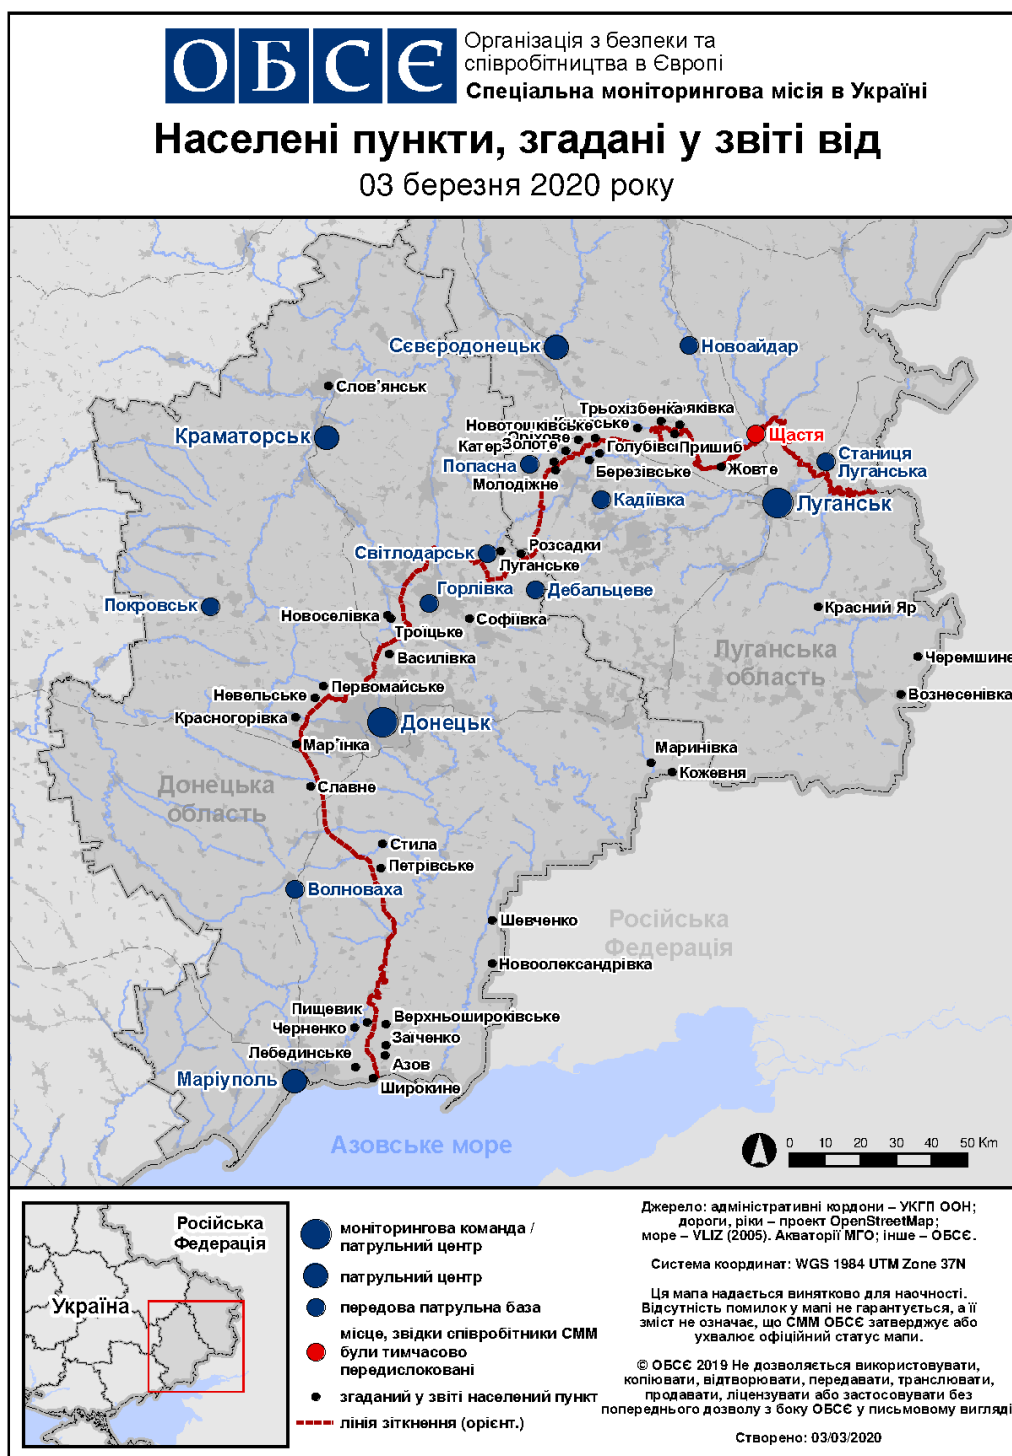 ОБСЄ
Організація з безпеки та
співробітництва в Європі
Спеціальна моніторингова місія в Україні
Населені пункти, згадані у звіті від
03 березня 2020 року
Сєвєродонецьк
Новоайдар
Слов'янськ
Трьохізбенка
Краматорськ
Новотошківське
Щастя
Золоте
Голубівське
Пришиб
Попасна
Станиця
Луганська
Молодіжне
Березівське
Жовте
Кадіївка
Луганськ
Світлодарськ
Розсадки
Луганське
Горлівка
Дебальцеве
Покровськ
Новоселівка
Софіївка
Красний Яр
Троїцьке
Василівка
Луганська
область
Черемшине
Первомайське
Невельське
Вознесенівка
Красногорівка
Донецьк
Мар'їнка
Маринівка
Кожевня
Донецька
область
Славне
Стила
Петрівське
Волноваха
Шевченко
Російська
Федерація
Новоолександрівка
Пищевик
Верхньошироківське
Черненко
Заїченко
Лебединське
Азов
Маріуполь
Широкине
Азовське море
0 10 20 30 40 50 Km
Російська
Федерація
Україна
моніторингова команда /
патрульний центр
патрульний центр
передова патрульна база
місце, звідки співробітники СММ
були тимчасово
передислоковані
згаданий у звіті населений пункт
лінія зіткнення (орієнт.)
Джерело: адміністративні кордони – УКГП ООН;
дороги, ріки – проект OpenStreetMap;
море – VLIZ (2005). Акваторії МГО; інше – ОБСЄ.
Система координат: WGS 1984 UTM Zone 37N
Ця мапа надається винятково для наочності.
Відсутність помилок у мапі не гарантується, а її
зміст не означає, що СММ ОБСЄ затверджує або
ухвалює офіційний статус мапи.
© ОБСЄ 2019 Не дозволяється використовувати,
копіювати, відтворювати, передавати, транслювати,
продавати, ліцензувати або застосовувати без
попереднього дозволу з боку ОБСЄ у письмовому вигляді
Створено: 03/03/2020